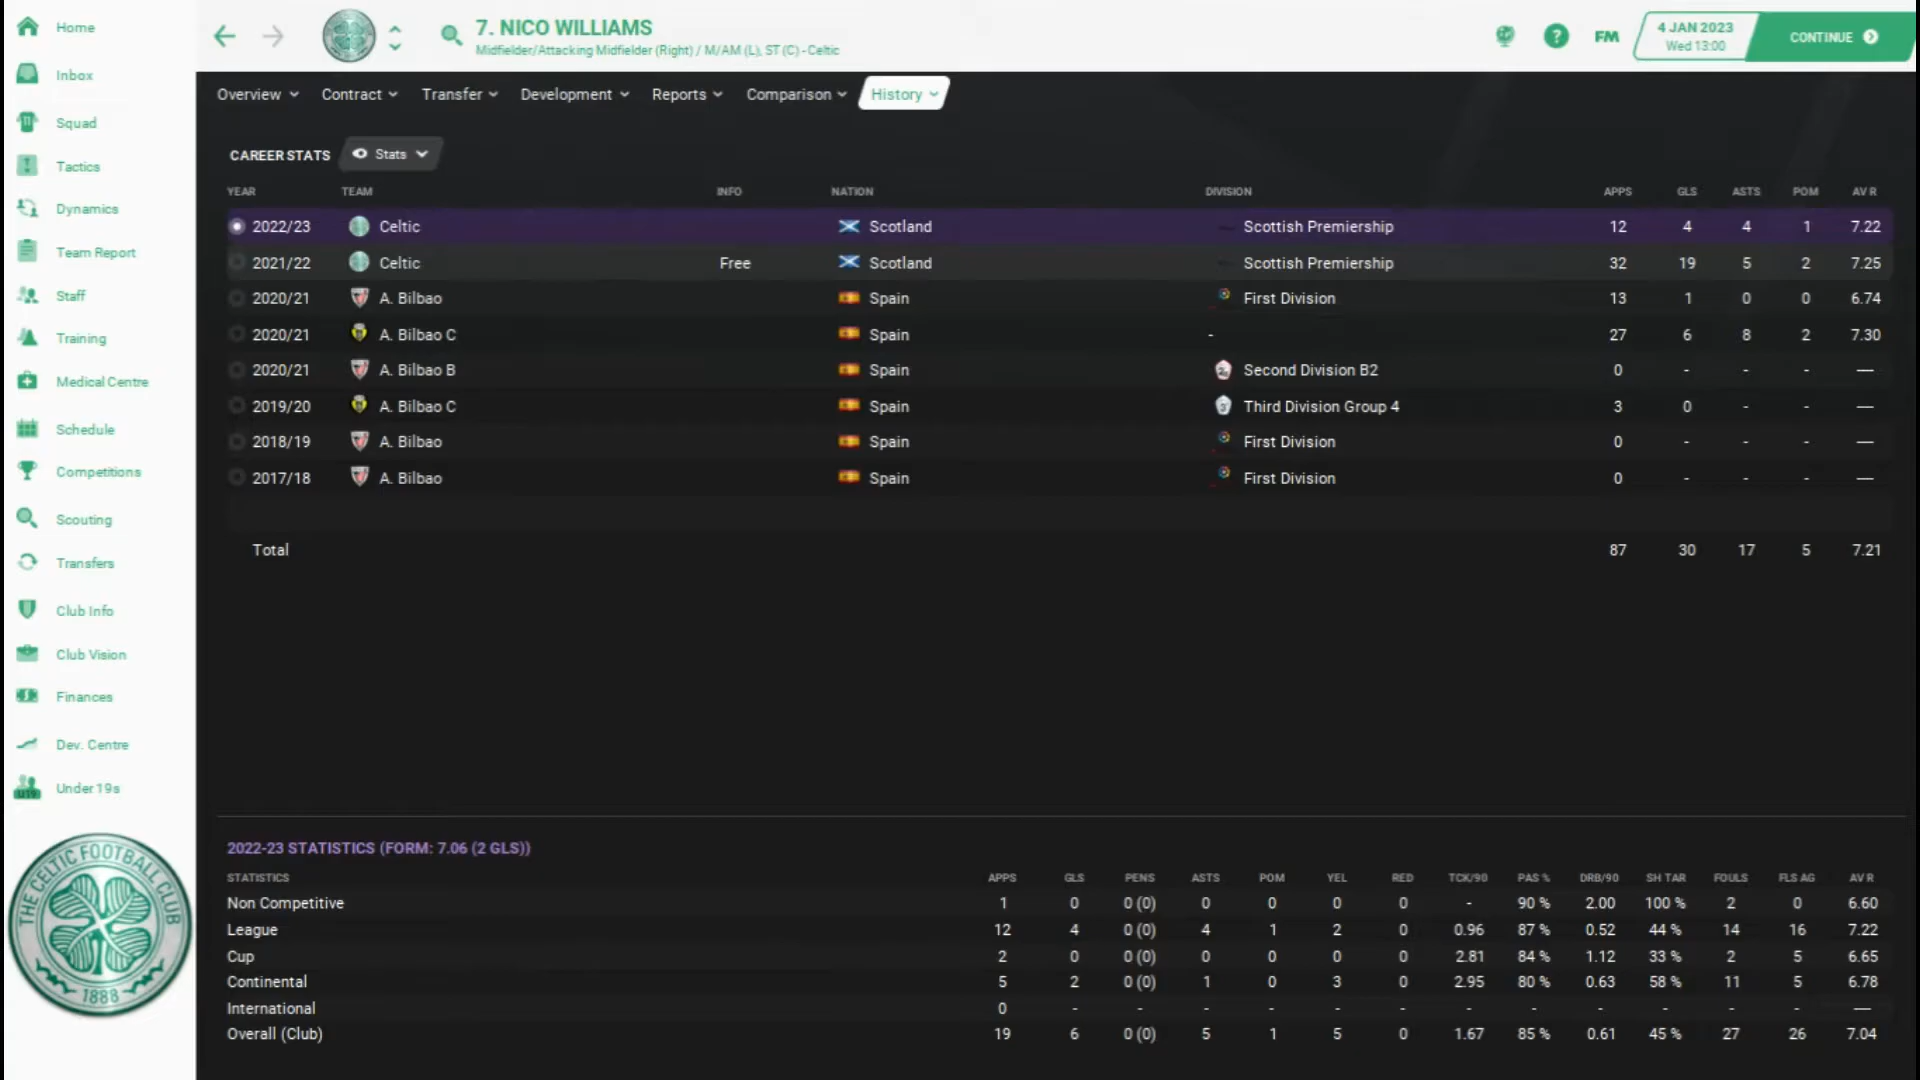 Home
Inbox
Squad
Tactics
Dynamics
Team Report
Staff
Training
Medical Centre
Schedule
Competitions
Scouting
Transfers
Club Info
Club Vision
Finances
Dev. Centre
U19
Under 19s
THE CELTIC FOOTBALL CLUB
1888
7. NICO WILLIAMS
Midfielder/Attacking Midfielder (Right) / M/AM (L), ST (C) - Celtic
? FM 4 JAN 2023 CONTINUE
Wed 13:00
Overview Contract Transfer Development Reports Comparison History
CAREER STATS Stats
YEAR TEAM INFO NATION DIVISION APPS GLS ASTS POM AV R
2022/23 Celtic Scotland Scottish Premiership 12 4 4 1 7.22
2021/22 Celtic Free Scotland Scottish Premiership 32 19 5 2 7.25
2020/21 A. Bilbao Spain First Division 13 1 0 0 6.74
2020/21 A. Bilbao C Spain - 27 6 8 2 7.30
2020/21 A. Bilbao B Spain Second Division B2 0 - - - —
2019/20 A. Bilbao C Spain Third Division Group 4 3 0 - - —
2018/19 A. Bilbao Spain First Division 0 - - - —
2017/18 A. Bilbao Spain First Division 0 - - - —
Total 87 30 17 5 7.21
2022-23 STATISTICS (FORM: 7.06 (2 GLS))
STATISTICS APPS GLS PENS ASTS POM YEL RED TCK/90 PAS % DRB/90 SH TAR FOULS FLS AG AV R
Non Competitive 1 0 0 (0) 0 0 0 0 - 90 % 2.00 100 % 2 0 6.60
League 12 4 0 (0) 4 1 2 0 0.96 87 % 0.52 44 % 14 16 7.22
Cup 2 0 0 (0) 0 0 0 0 2.81 84 % 1.12 33 % 2 5 6.65
Continental 5 2 0 (0) 1 0 3 0 2.95 80 % 0.63 58 % 11 5 6.78
International 0 - - - - - - - - - - - - —
Overall (Club) 19 6 0 (0) 5 1 5 0 1.67 85 % 0.61 45 % 27 26 7.04